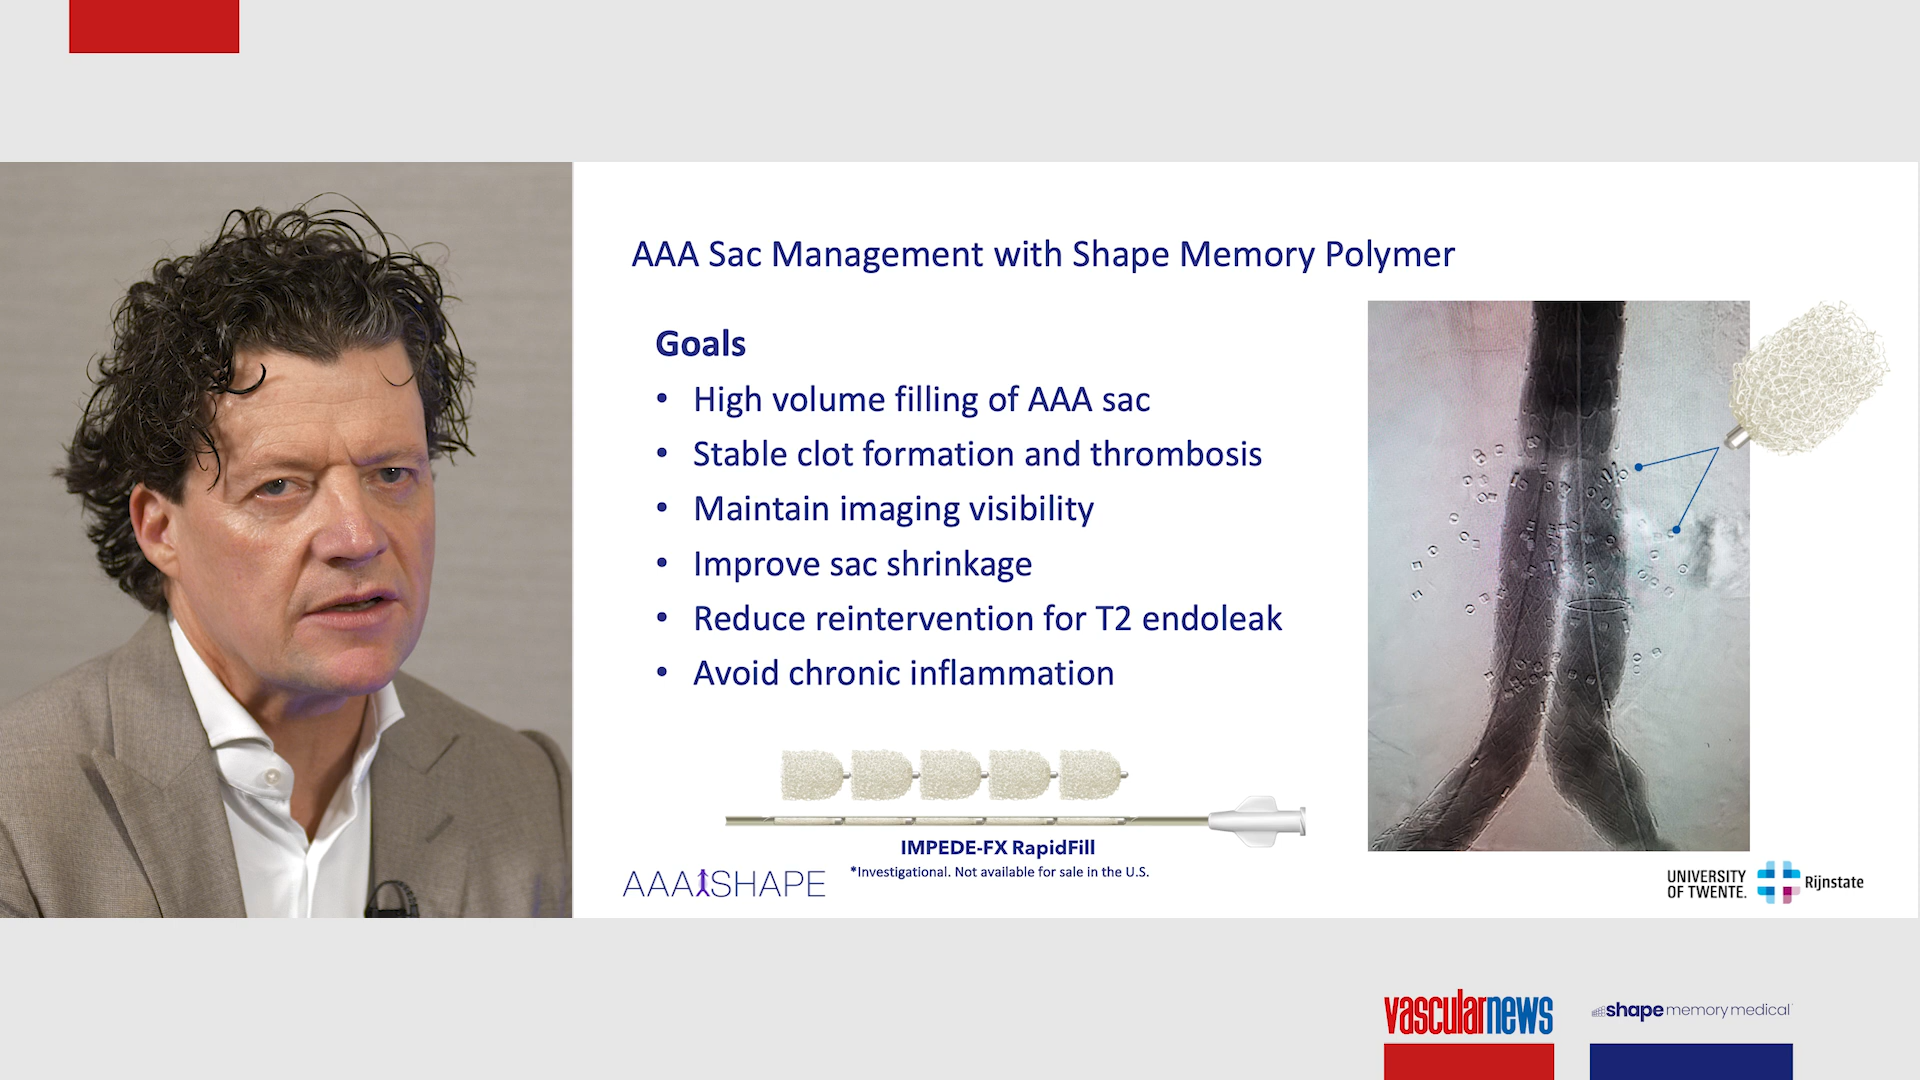 AAA Sac Management with Shape Memory Polymer
Goals
• High volume filling of AAA sac
• Stable clot formation and thrombosis
• Maintain imaging visibility
• Improve sac shrinkage
• Reduce reintervention for T2 endoleak
• Avoid chronic inflammation
IMPEDE-FX RapidFill
*Investigational. Not available for sale in the U.S.
AAA SHAPE
UNIVERSITY
OF TWENTE.
Rijnstate
vascularnews
shape memory medical